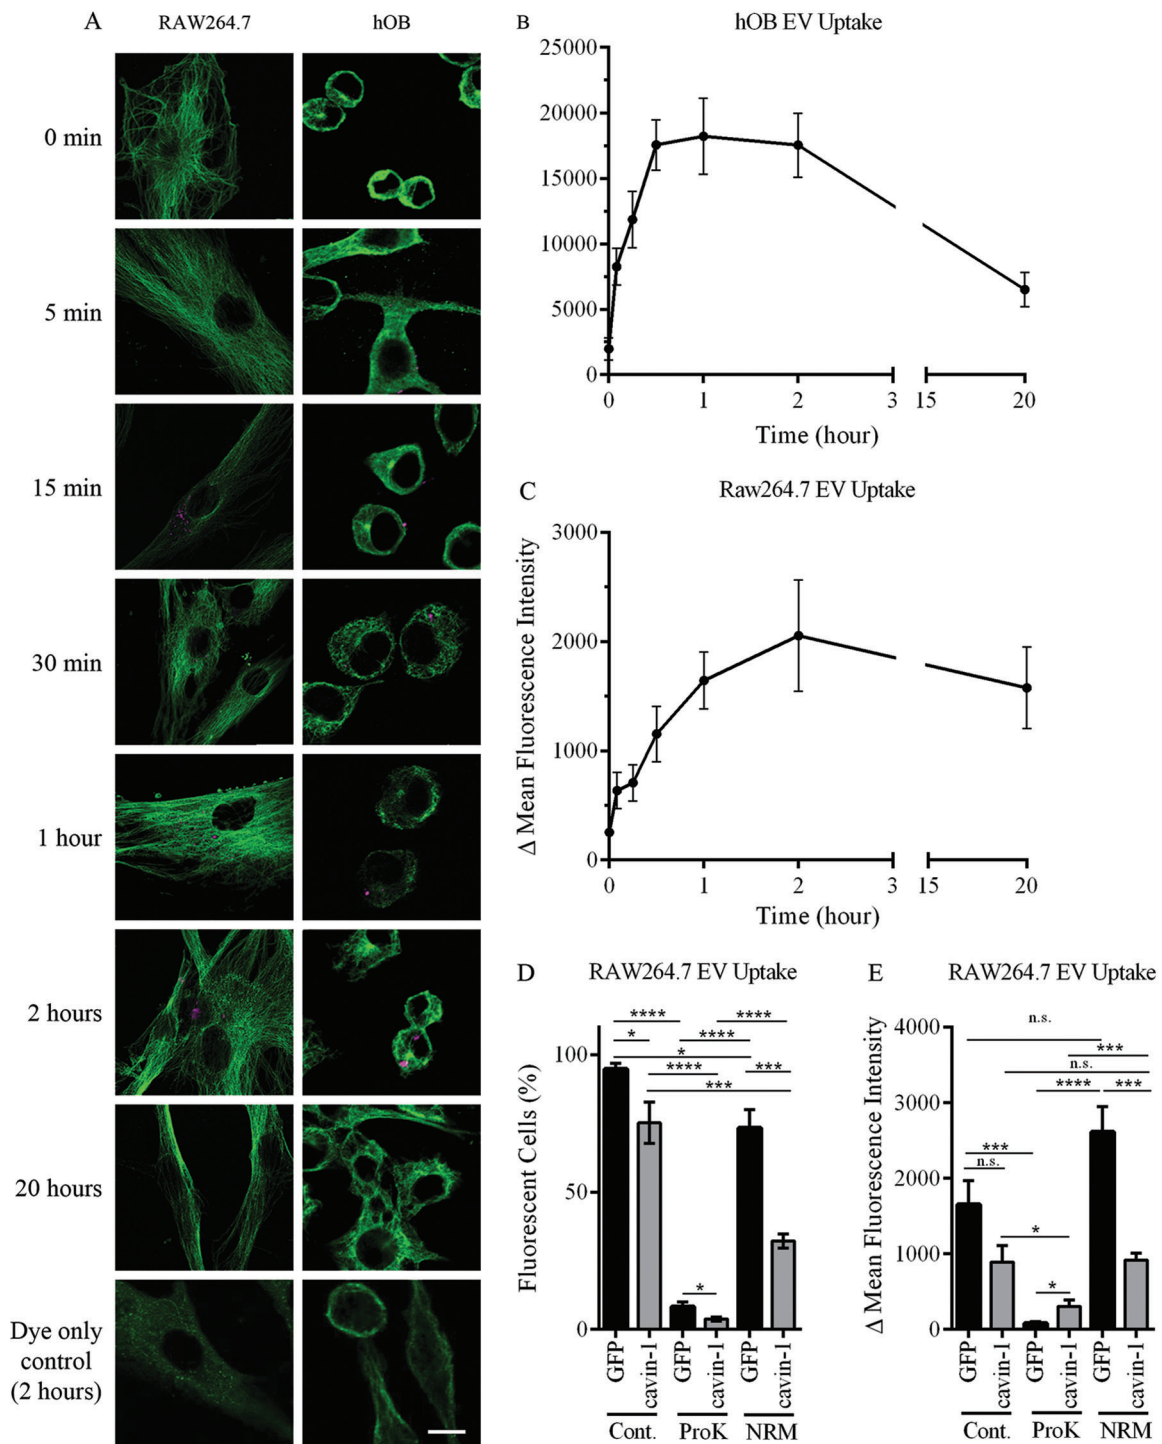 A
RAW264.7
hOB
0 min
5 min
15 min
30 min
1 hour
2 hours
20 hours
Dye only
control
(2 hours)
B
hOB EV Uptake
25000
20000
15000
10000
5000
0
0 1 2 3 15 20
Time (hour)
C
Raw264.7 EV Uptake
Δ Mean Fluorescence Intensity
3000
2000
1000
0
0 1 2 3 15 20
Time (hour)
D
RAW264.7 EV Uptake
Fluorescent Cells (%)
100
50
0
**** ****
* ****
*
**** ***
***
*
GFP cavin-1 GFP cavin-1 GFP cavin-1
Cont. ProK NRM
E
RAW264.7 EV Uptake
Δ Mean Fluorescence Intensity
4000
3000
2000
1000
0
n.s.
***
n.s.
**** ***
***
n.s.
*
*
GFP cavin-1 GFP cavin-1 GFP cavin-1
Cont. ProK NRM